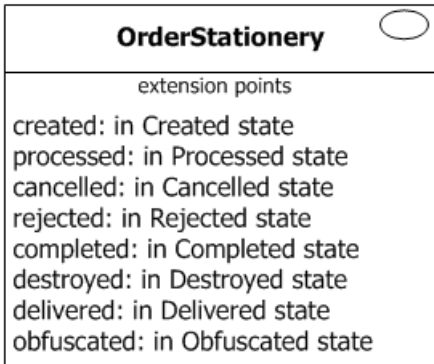 OrderStationery
extension points
created: in Created state
processed: in Processed state
cancelled: in Cancelled state
rejected: in Rejected state
completed: in Completed state
destroyed: in Destroyed state
delivered: in Delivered state
obfuscated: in Obfuscated state